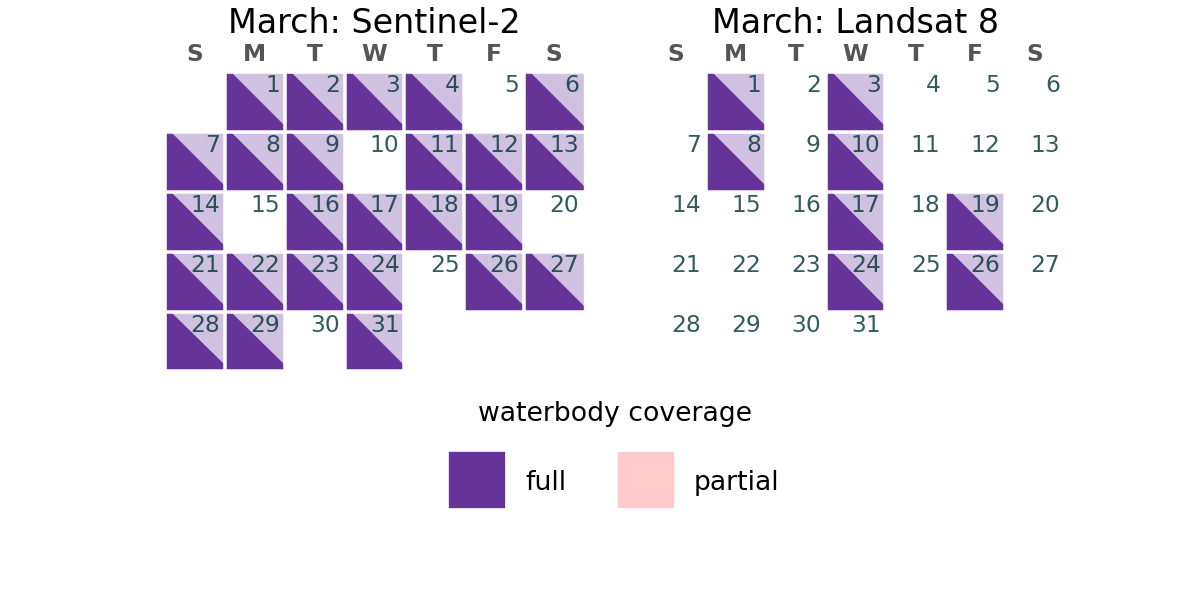 March: Sentinel-2
S M T W T F S
1 2 3 4 5 6
7 8 9 10 11 12 13
14 15 16 17 18 19 20
21 22 23 24 25 26 27
28 29 30 31
March: Landsat 8
S M T W T F S
1 2 3 4 5 6
7 8 9 10 11 12 13
14 15 16 17 18 19 20
21 22 23 24 25 26 27
28 29 30 31
waterbody coverage
full partial